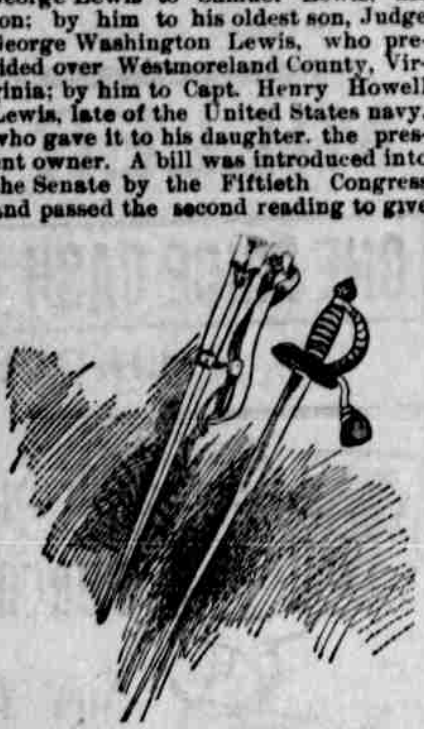 on; by him to his oldest son, Judge
George Washington Lewis, who pre-
ided over Westmoreland County, Vir-
ginia; by him to Capt. Henry Howell
Lewis, late of the United States navy,
who gave it to his daughter. the pres-
ent owner. A bill was introduced into
the Senate by the Fiftieth Congress
and passed the second reading to give